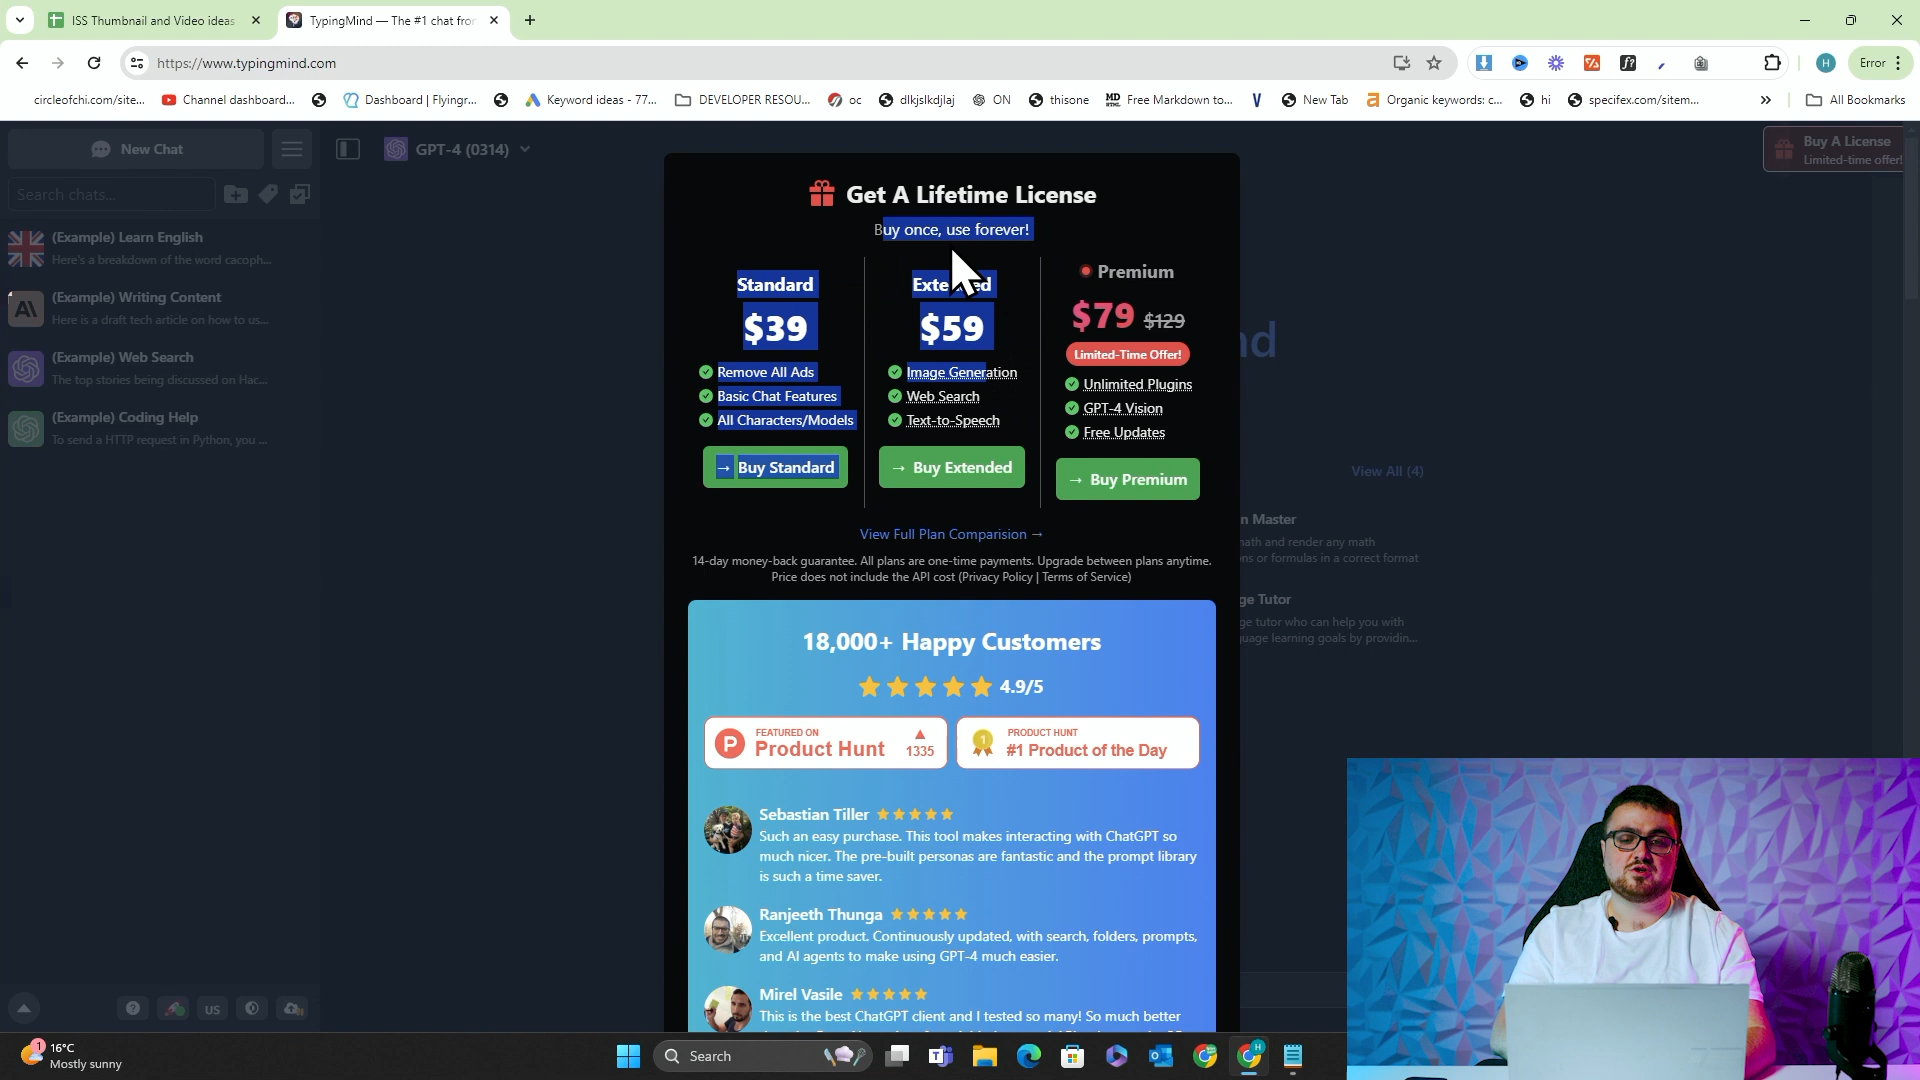 ISS Thumbnail and Video ideas
TypingMind — The #1 chat fro
https://www.typingmind.com
Error
circleofchi.com/site...
Channel dashboard...
Dashboard | Flyingr...
Keyword ideas - 77...
DEVELOPER RESOU...
oc
dlkjslkdjlaj
ON
thisone
Free Markdown to...
New Tab
Organic keywords: c...
hi
specifex.com/sitem...
All Bookmarks
New Chat
GPT-4 (0314)
Buy A License
Limited-time offer!
Search chats...
(Example) Learn English
Here's a breakdown of the word cacoph...
(Example) Writing Content
Here is a draft tech article on how to us...
(Example) Web Search
The top stories being discussed on Hac...
(Example) Coding Help
To send a HTTP request in Python, you ...
Get A Lifetime License
Buy once, use forever!
Standard
$39
Remove All Ads
Basic Chat Features
All Characters/Models
→ Buy Standard
$59
Image Generation
Web Search
Text-to-Speech
→ Buy Extended
Premium
$79 $129
Limited-Time Offer!
Unlimited Plugins
GPT-4 Vision
Free Updates
→ Buy Premium
View Full Plan Comparision →
14-day money-back guarantee. All plans are one-time payments. Upgrade between plans anytime.
Price does not include the API cost (Privacy Policy | Terms of Service)
View All (4)
n Master
math and render any math
ns or formulas in a correct format
ge Tutor
ge tutor who can help you with
guage learning goals by providin...
18,000+ Happy Customers
4.9/5
FEATURED ON
Product Hunt
1335
PRODUCT HUNT
#1 Product of the Day
Sebastian Tiller
Such an easy purchase. This tool makes interacting with ChatGPT so
much nicer. The pre-built personas are fantastic and the prompt library
is such a time saver.
Ranjeeth Thunga
Excellent product. Continuously updated, with search, folders, prompts,
and AI agents to make using GPT-4 much easier.
Mirel Vasile
This is the best ChatGPT client and I tested so many! So much better
US
16°C
Mostly sunny
Search